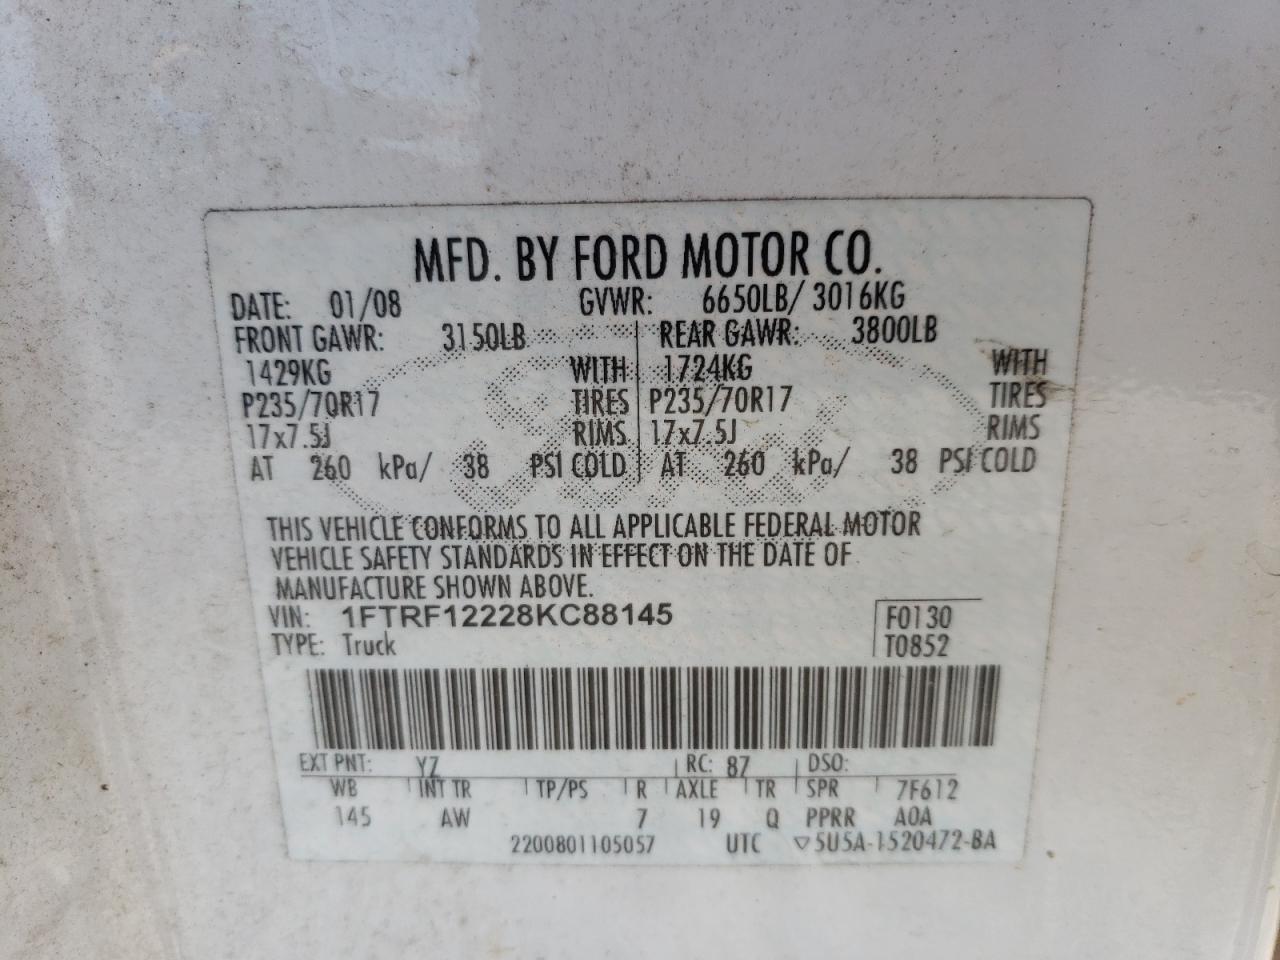 MFD. BY FORD MOTOR CO.
DATE: 01/08 GVWR: 6650LB/ 3016KG
FRONT GAWR: 3150LB REAR GAWR: 3800LB
1429KG WITH 1724KG WITH
P235/70R17 TIRES P235/70R17 TIRES
17x7.5J RIMS 17x7.5J RIMS
AT 260 kPa/ 38 PSI COLD AT 260 kPa/ 38 PSI COLD
THIS VEHICLE CONFORMS TO ALL APPLICABLE FEDERAL MOTOR
VEHICLE SAFETY STANDARDS IN EFFECT ON THE DATE OF
MANUFACTURE SHOWN ABOVE.
VIN: 1FTRF12228KC88145 F0130
TYPE: Truck T0852
EXT PNT: YZ RC: 87 DSO:
WB INT TR TP/PS R AXLE TR SPR 7F612
145 AW 7 19 Q PPRR A0A
2200801105057 UTC ▽5U5A-1520472-BA